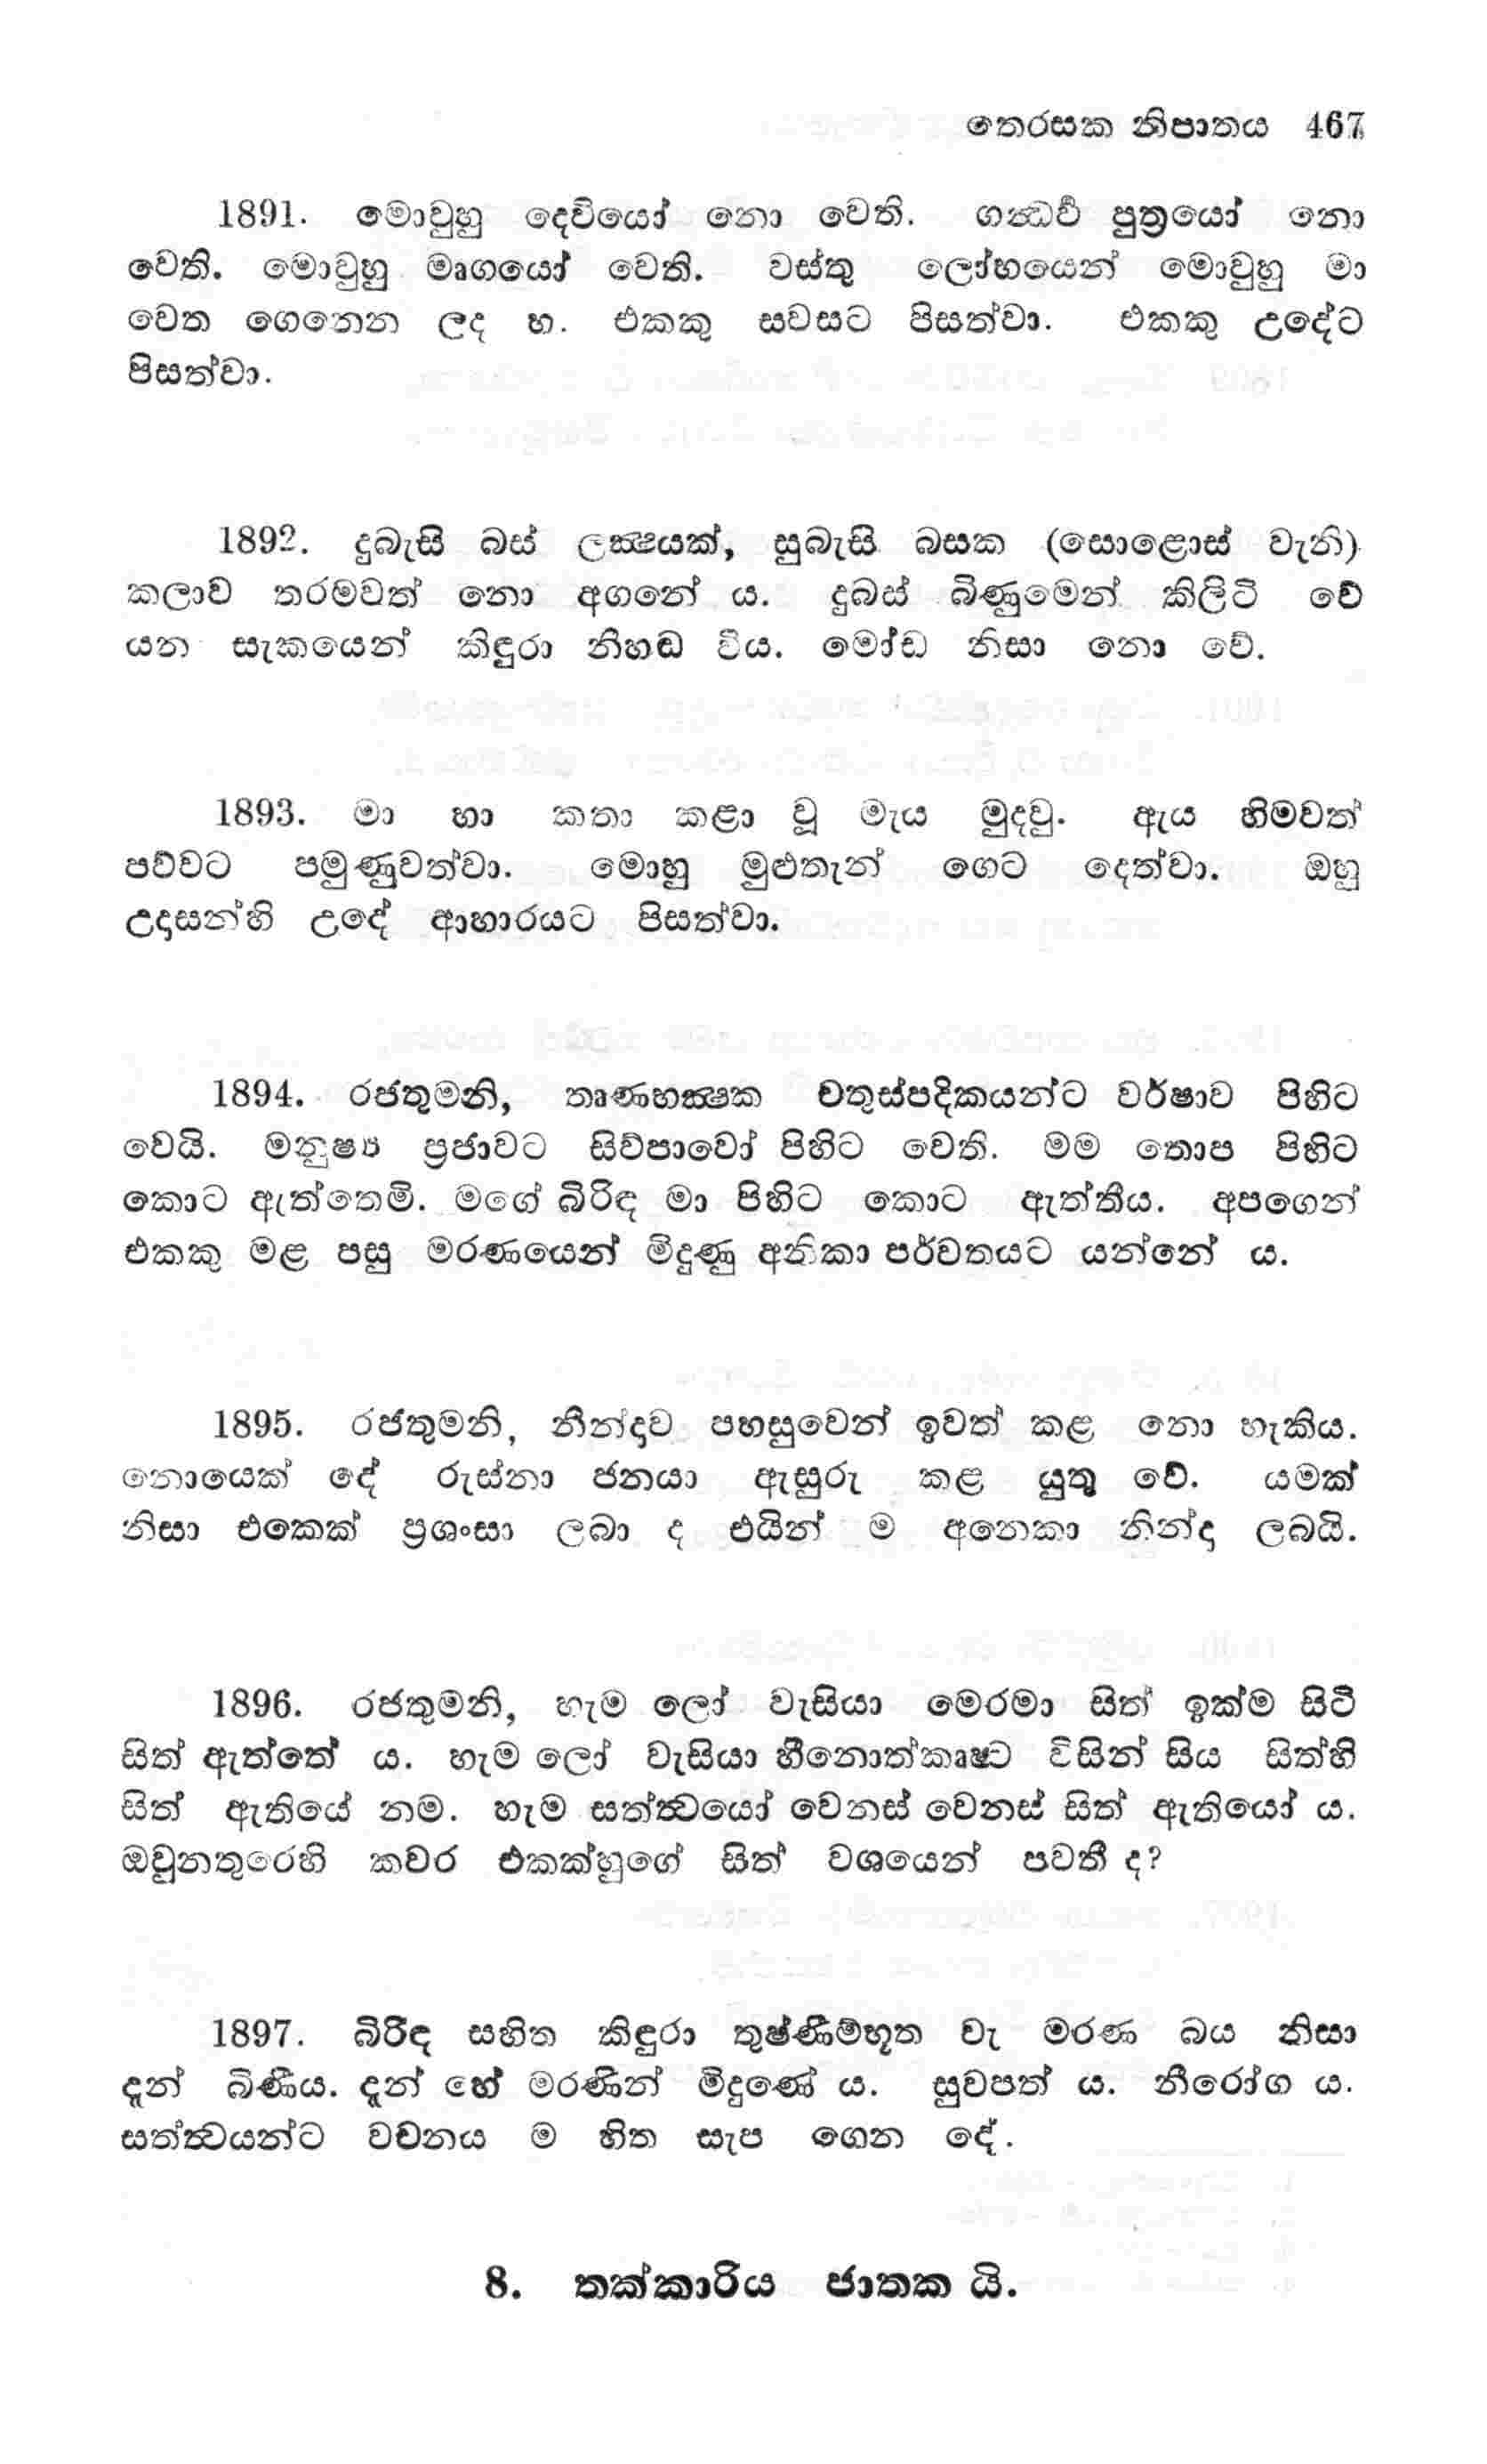 තෙරසක නිපාතය 467
1891. මොවුහු දෙවියෝ නො වෙති. ගන්‍ධර්‍ව පුත්‍රයෝ නො
වෙති. මොවුහු මෘගයෝ වෙති. වස්තු ලෝභයෙන් මොවුහු මා
වෙත ගෙනෙන ලද හ. එකකු සවසට පිසත්වා. එකකු උදේට
පිසත්වා.
1892. දුබැසි බස් ලක්‍ෂයක්, සුබැසි බසක (සොළොස් වැනි)
කලාව තරමවත් නො අගනේ ය. දුබස් බිණුමෙන් කිලිටි වේ
යන සැකයෙන් කිඳුරා නිහඬ විය. මෝඩ නිසා නො වේ.
1893. මා හා කතා කළා වූ මැය මුදවු. ඇය හිමවත්
පව්වට පමුණුවත්වා. මොහු මුළුතැන් ගෙට දෙත්වා. ඔහු
උදෑසන්හි උදේ ආහාරයට පිසත්වා.
1894. රජතුමනි, තෘණභක්‍ෂක චතුස්පදිකයන්ට වර්ෂාව පිහිට
වෙයි. මනුෂ්‍ය ප්‍රජාවට සිව්පාවෝ පිහිට වෙති. මම තොප පිහිට
කොට ඇත්තෙමි. මගේ බිරිඳ මා පිහිට කොට ඇත්තීය. අපගෙන්
එකකු මළ පසු මරණයෙන් මිදුණු අනිකා පර්වතයට යන්නේ ය.
1895. රජතුමනි, නින්දාව පහසුවෙන් ඉවත් කළ නො හැකිය.
නොයෙක් දේ රුස්නා ජනයා ඇසුරු කළ යුතු වේ. යමක්
නිසා එකෙක් ප්‍රශංසා ලබා ද එයින් ම අනෙකා නින්දා ලබයි.
1896. රජතුමනි, හැම ලෝ වැසියා මෙරමා සිත් ඉක්ම සිටි
සිත් ඇත්තේ ය. හැම ලෝ වැසියා හීනොත්කෘෂ්ට විසින් සිය සිත්හි
සිත් ඇතියේ නම. හැම සත්ත්‍වයෝ වෙනස් වෙනස් සිත් ඇතියෝ ය.
ඔවුනතුරෙහි කවර එකක්හුගේ සිත් වශයෙන් පවතී ද?
1897. බිරිඳ සහිත කිඳුරා තුෂ්ණීම්භූත වැ මරණ බය නිසා
දැන් බිණීය. දැන් හේ මරණින් මිදුණේ ය. සුවපත් ය. නීරෝග ය.
සත්ත්‍වයන්ට වචනය ම හිත සැප ගෙන දේ.
8. තක්කාරිය ජාතක යි.